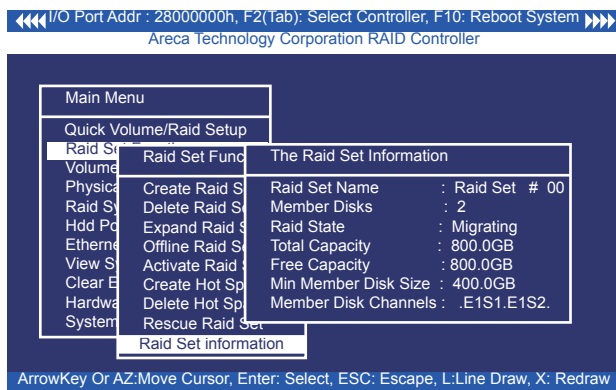 I/O Port Addr : 28000000h, F2(Tab): Select Controller, F10: Reboot System
Areca Technology Corporation RAID Controller
Main Menu
Quick Volume/Raid Setup
Raid Se
Volume
Physica
Raid Sy
Hdd Po
Etherne
View S
Clear E
Hardwa
System
Raid Set Func
Create Raid S
Delete Raid Se
Expand Raid S
Offline Raid Se
Activate Raid S
Create Hot Sp
Delete Hot Spa
Rescue Raid Set
Raid Set information
The Raid Set Information
Raid Set Name : Raid Set # 00
Member Disks : 2
Raid State : Migrating
Total Capacity : 800.0GB
Free Capacity : 800.0GB
Min Member Disk Size : 400.0GB
Member Disk Channels : .E1S1.E1S2.
ArrowKey Or AZ:Move Cursor, Enter: Select, ESC: Escape, L:Line Draw, X: Redraw